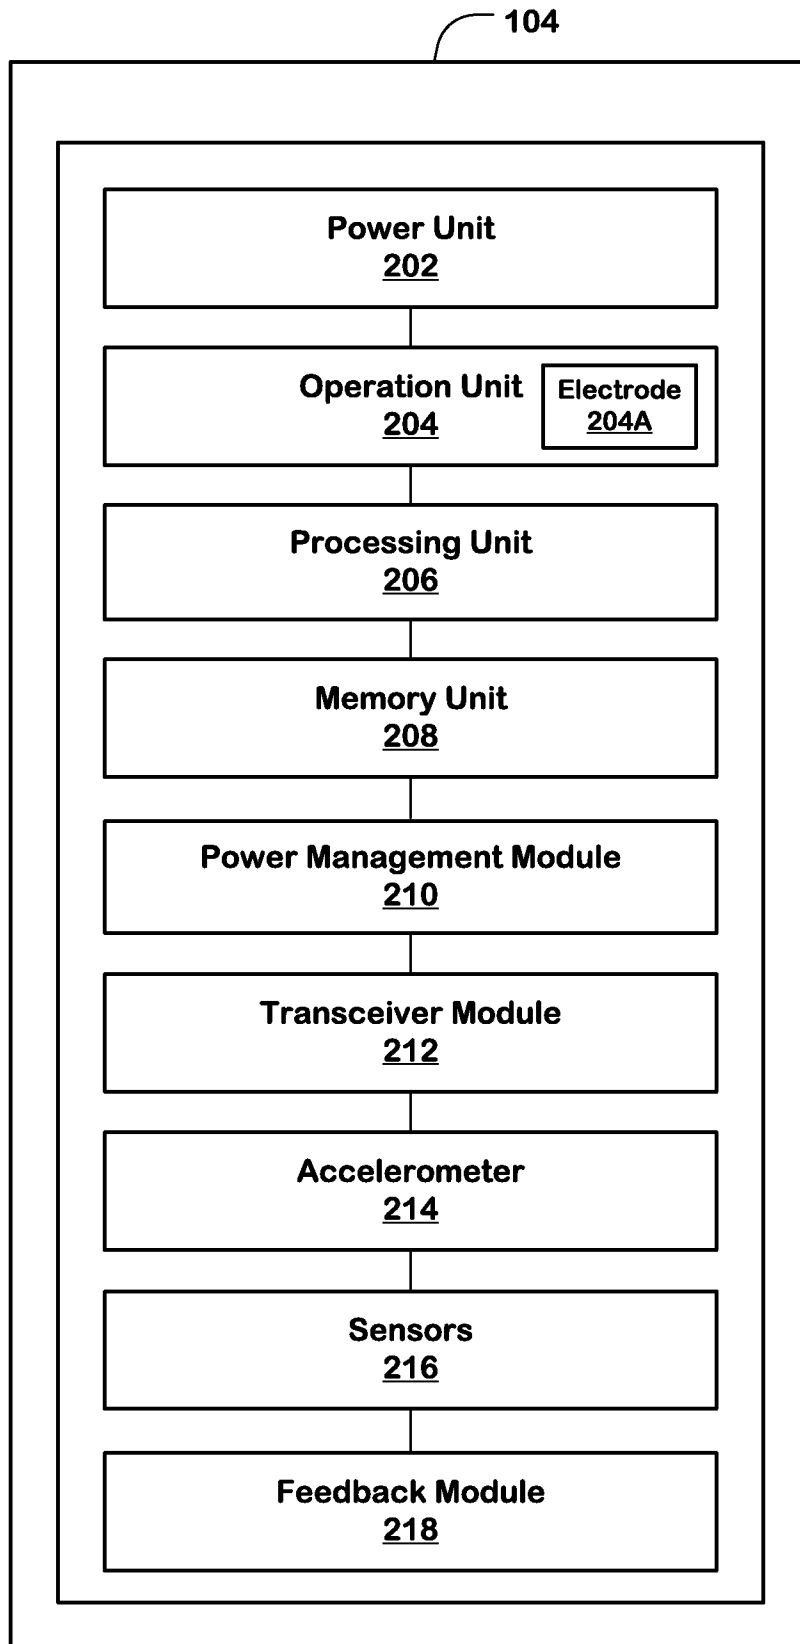 104
Power Unit
202
Operation Unit
204
Electrode
204A
Processing Unit
206
Memory Unit
208
Power Management Module
210
Transceiver Module
212
Accelerometer
214
Sensors
216
Feedback Module
218